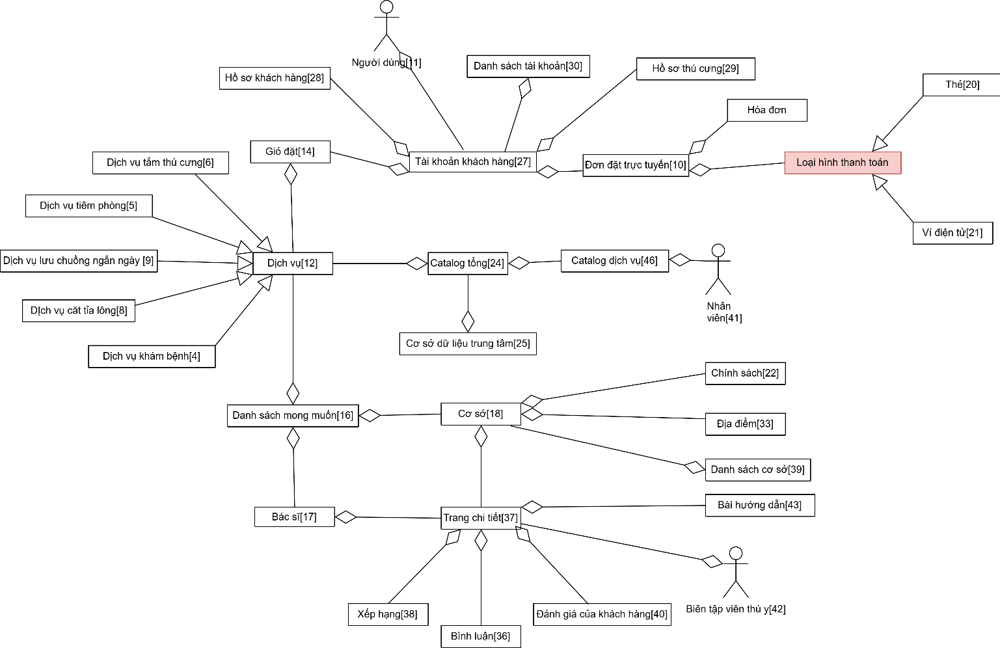 Người dùng[11]
Danh sách tài khoản[30]
Hồ sơ thú cưng[29]
Hồ sơ khách hàng[28]
Thẻ[20]
Hóa đơn
Giỏ đặt[14]
Dịch vụ tắm thú cưng[6]
Tài khoản khách hàng[27]
Đơn đặt trực tuyến[10]
Loại hình thanh toán
Dịch vụ tiêm phòng[5]
Ví điện tử[21]
Dịch vụ lưu chuồng ngắn ngày [9]
Dịch vụ[12]
Catalog tổng[24]
Catalog dịch vụ[46]
Nhân
viên[41]
DỊch vụ căt tỉa lông[8]
Cơ sở dữ liệu trung tâm[25]
Dịch vụ khám bệnh[4]
Chính sách[22]
Danh sách mong muốn[16]
Cơ sở[18]
Địa điểm[33]
Danh sách cơ sở[39]
Bài hướng dẫn[43]
Bác sĩ[17]
Trang chi tiết[37]
Biên tập viên thú y[42]
Xếp hạng[38]
Đánh giá của khách hàng[40]
Bình luận[36]